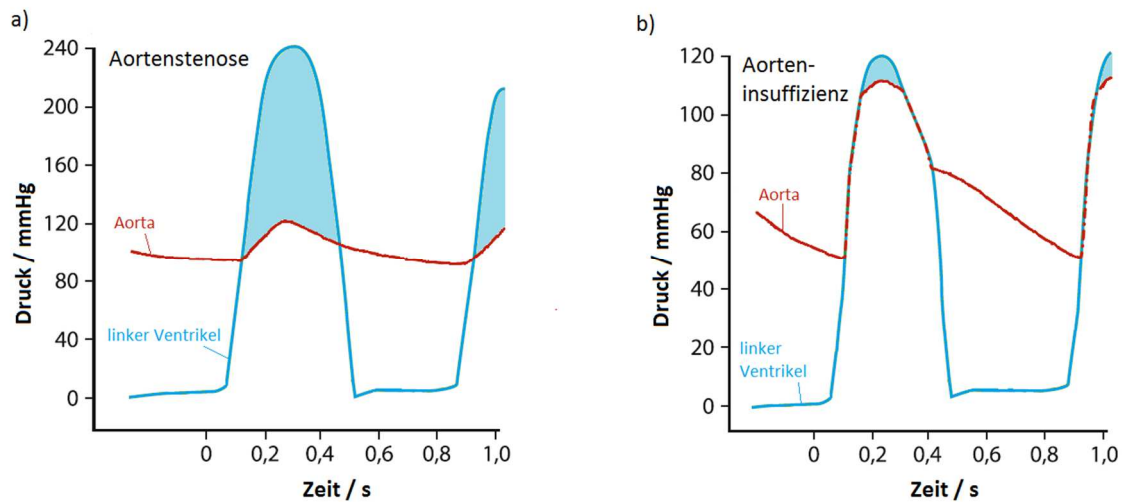 a)
Aortenstenose
240
200
160
120
80
40
0
Druck / mmHg
Aorta
linker Ventrikel
0 0,2 0,4 0,6 0,8 1,0
Zeit / s
b)
Aorten-
insuffizienz
120
100
80
60
40
20
0
Druck / mmHg
Aorta
linker
Ventrikel
0 0,2 0,4 0,6 0,8 1,0
Zeit / s